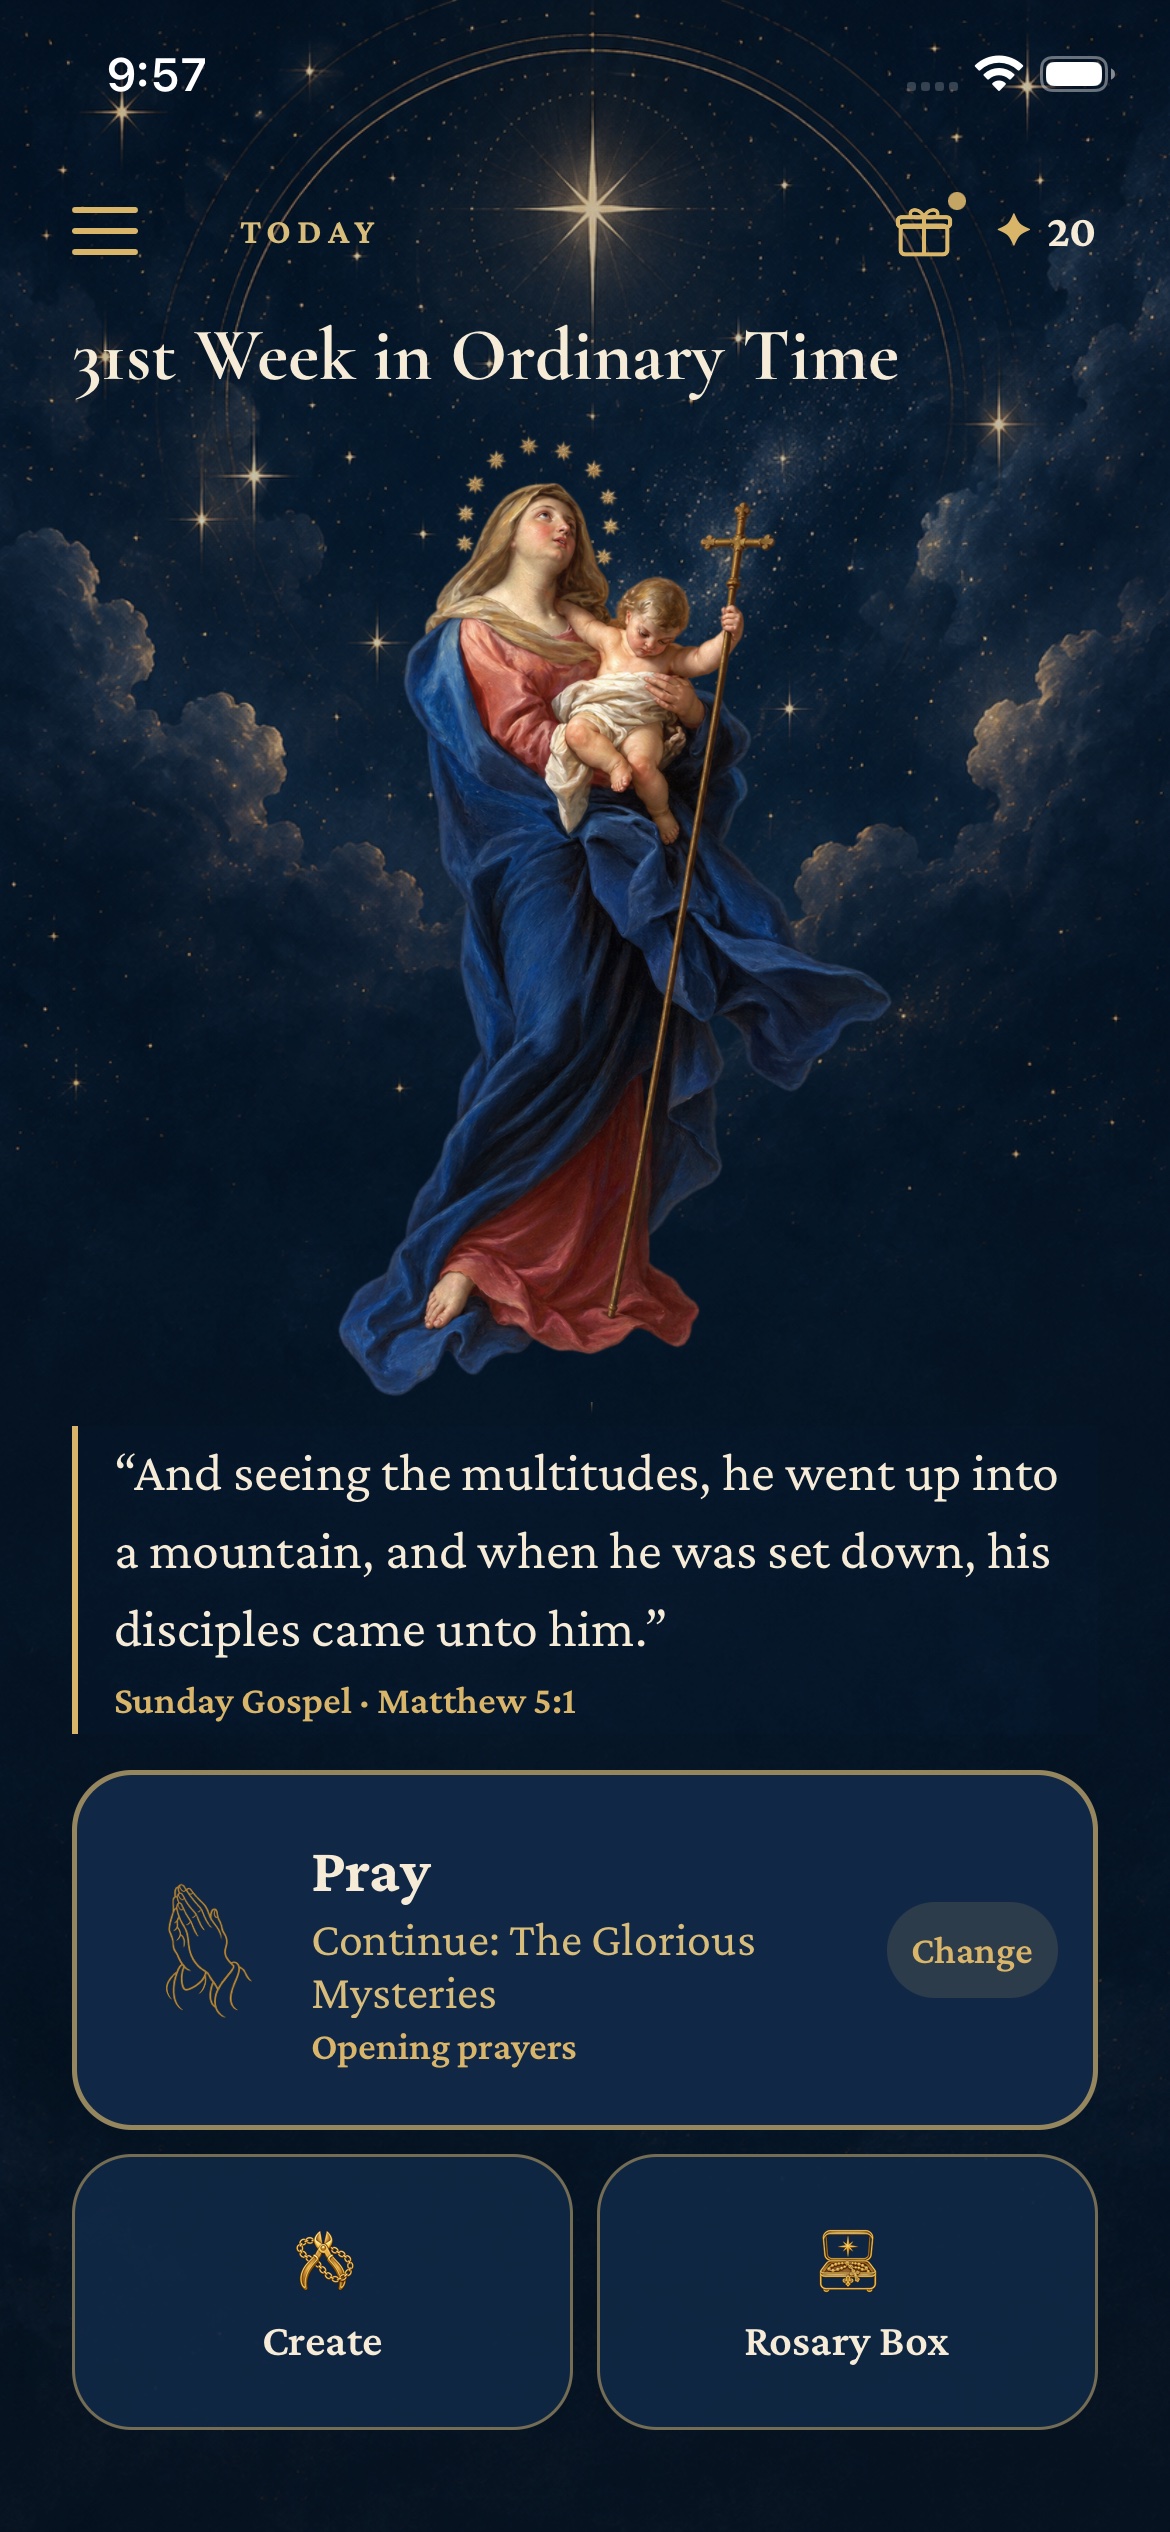 9:57
TODAY
20
31st Week in Ordinary Time
“And seeing the multitudes, he went up into
a mountain, and when he was set down, his
disciples came unto him.”
Sunday Gospel · Matthew 5:1
Pray
Continue: The Glorious
Mysteries
Opening prayers
Change
Create
Rosary Box